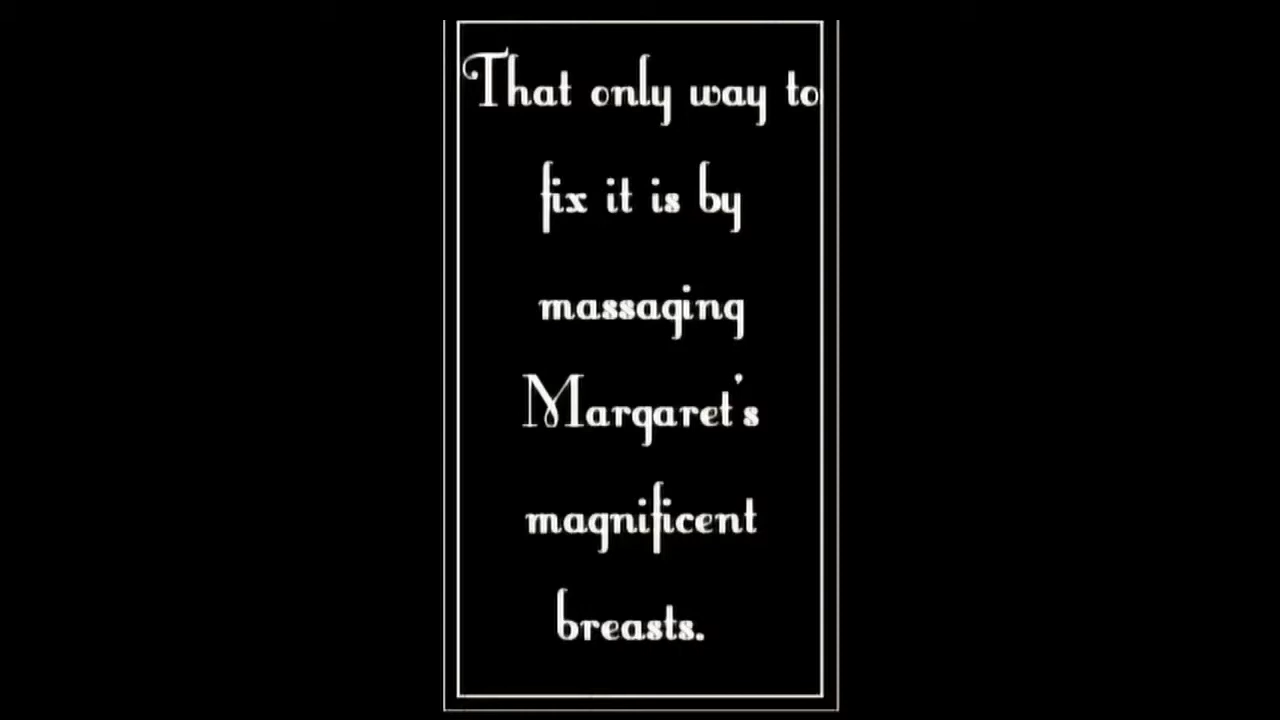 That only way to
fix it is by
massaging
Margaret's
magnificent
breasts.